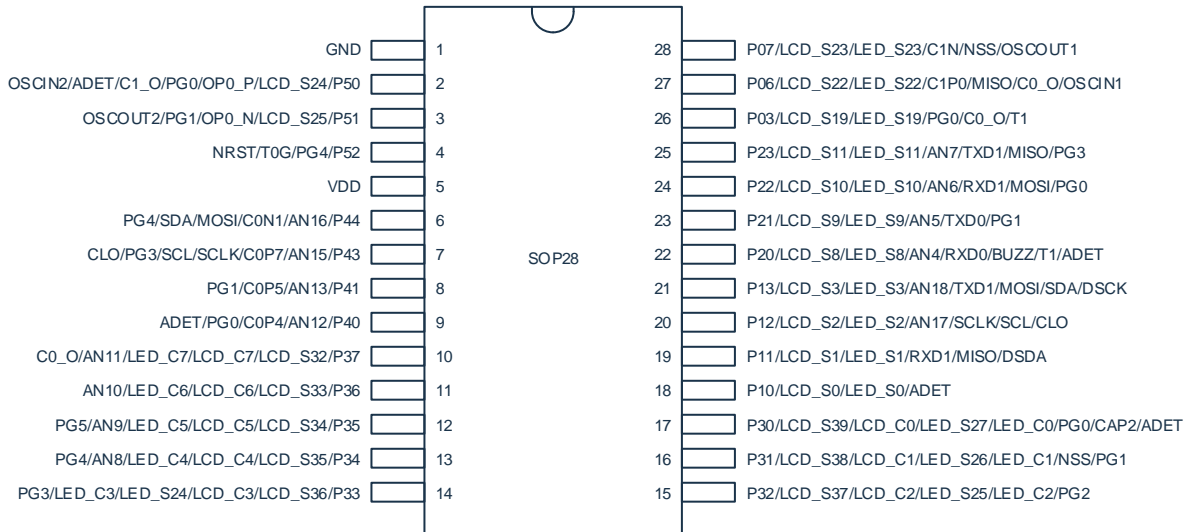 GND 1 28 P07/LCD_S23/LED_S23/C1N/NSS/OSCOUT1
OSCIN2/ADET/C1_O/PG0/OP0_P/LCD_S24/P50 2 27 P06/LCD_S22/LED_S22/C1P0/MISO/C0_O/OSCIN1
OSCOUT2/PG1/OP0_N/LCD_S25/P51 3 26 P03/LCD_S19/LED_S19/PG0/C0_O/T1
NRST/T0G/PG4/P52 4 25 P23/LCD_S11/LED_S11/AN7/TXD1/MISO/PG3
VDD 5 24 P22/LCD_S10/LED_S10/AN6/RXD1/MOSI/PG0
PG4/SDA/MOSI/C0N1/AN16/P44 6 23 P21/LCD_S9/LED_S9/AN5/TXD0/PG1
CLO/PG3/SCL/SCLK/C0P7/AN15/P43 7 SOP28 22 P20/LCD_S8/LED_S8/AN4/RXD0/BUZZ/T1/ADET
PG1/C0P5/AN13/P41 8 21 P13/LCD_S3/LED_S3/AN18/TXD1/MOSI/SDA/DSCK
ADET/PG0/C0P4/AN12/P40 9 20 P12/LCD_S2/LED_S2/AN17/SCLK/SCL/CLO
C0_O/AN11/LED_C7/LCD_C7/LCD_S32/P37 10 19 P11/LCD_S1/LED_S1/RXD1/MISO/DSDA
AN10/LED_C6/LCD_C6/LCD_S33/P36 11 18 P10/LCD_S0/LED_S0/ADET
PG5/AN9/LED_C5/LCD_C5/LCD_S34/P35 12 17 P30/LCD_S39/LCD_C0/LED_S27/LED_C0/PG0/CAP2/ADET
PG4/AN8/LED_C4/LCD_C4/LCD_S35/P34 13 16 P31/LCD_S38/LCD_C1/LED_S26/LED_C1/NSS/PG1
PG3/LED_C3/LED_S24/LCD_C3/LCD_S36/P33 14 15 P32/LCD_S37/LCD_C2/LED_S25/LED_C2/PG2